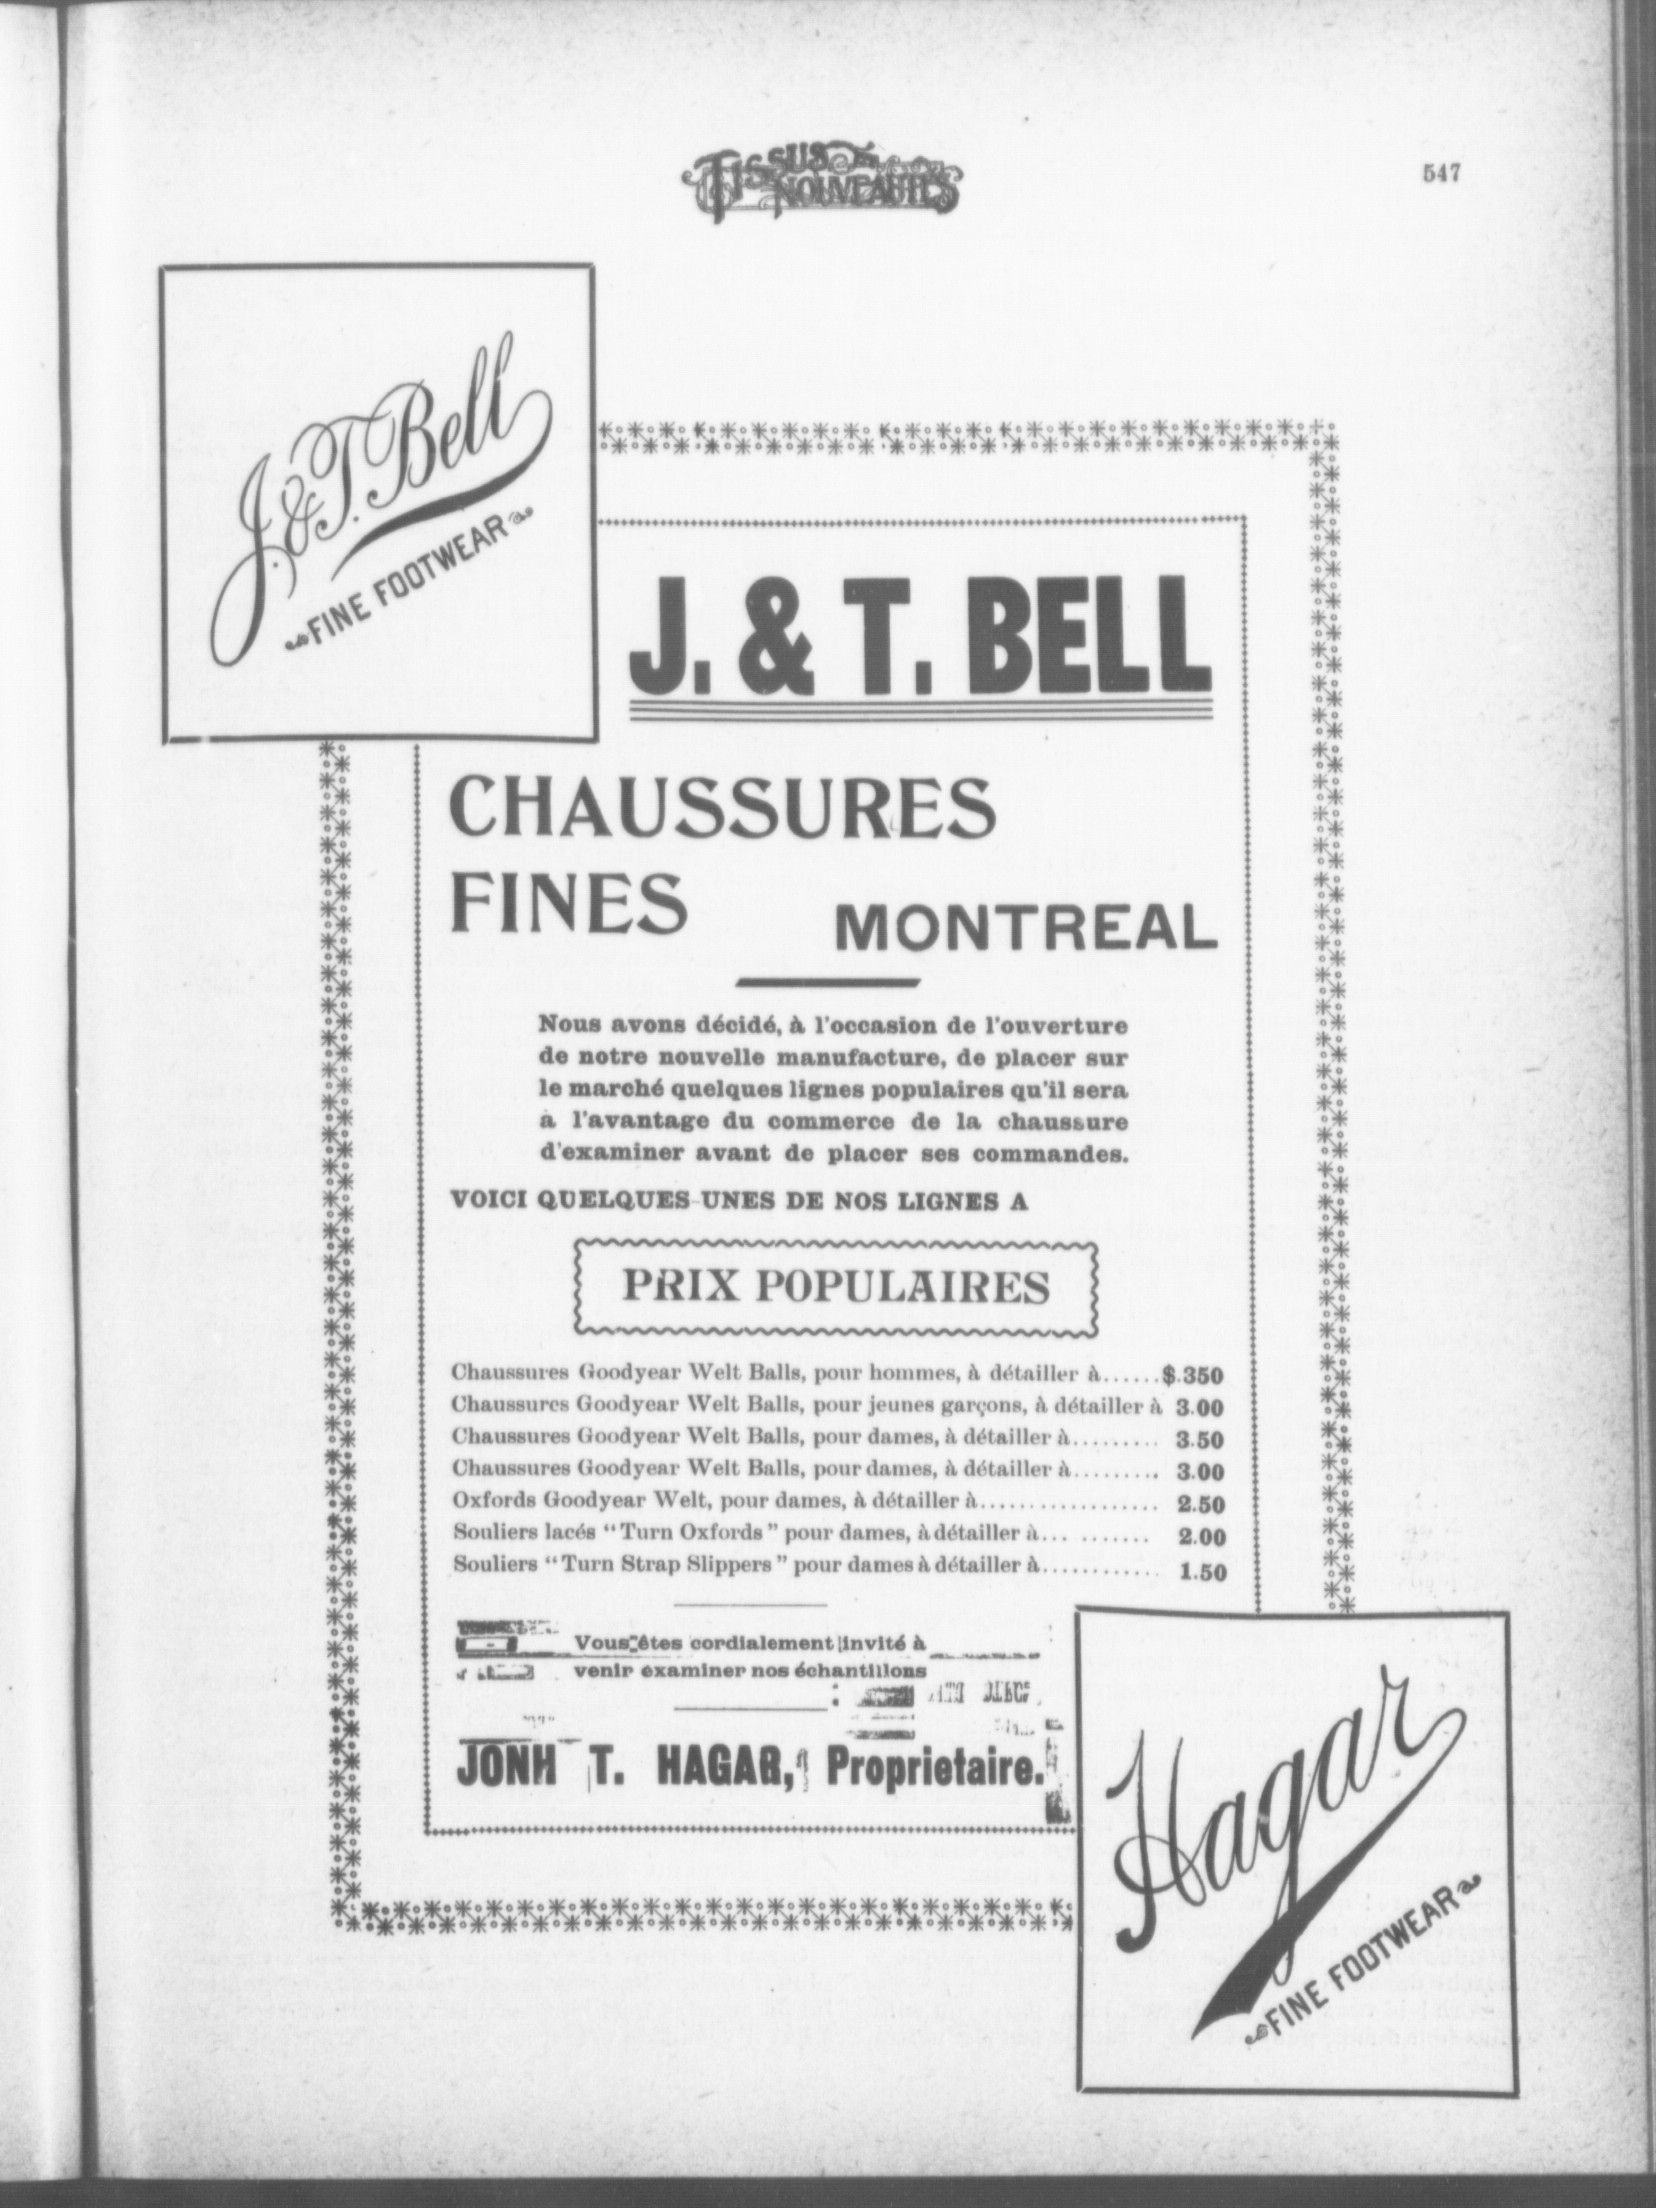 TISSUS & NOUVEAUTES
547
J. & T. Bell
FINE FOOTWEAR
J. & T. BELL
CHAUSSURES
FINES
MONTREAL
Nous avons décidé, à l'occasion de l'ouverture
de notre nouvelle manufacture, de placer sur
le marché quelques lignes populaires qu'il sera
à l'avantage du commerce de la chaussure
d'examiner avant de placer ses commandes.
VOICI QUELQUES-UNES DE NOS LIGNES A
PRIX POPULAIRES
Chaussures Goodyear Welt Balls, pour hommes, à détailler à......$.350
Chaussures Goodyear Welt Balls, pour jeunes garçons, à détailler à 3.00
Chaussures Goodyear Welt Balls, pour dames, à détailler à......... 3.50
Chaussures Goodyear Welt Balls, pour dames, à détailler à......... 3.00
Oxfords Goodyear Welt, pour dames, à détailler à.................. 2.50
Souliers lacés "Turn Oxfords" pour dames, à détailler à... ....... 2.00
Souliers "Turn Strap Slippers" pour dames à détailler à............ 1.50
Vous êtes cordialement invité à
venir examiner nos échantillons
JONH T. HAGAR, Proprietaire.
Hagar
FINE FOOTWEAR